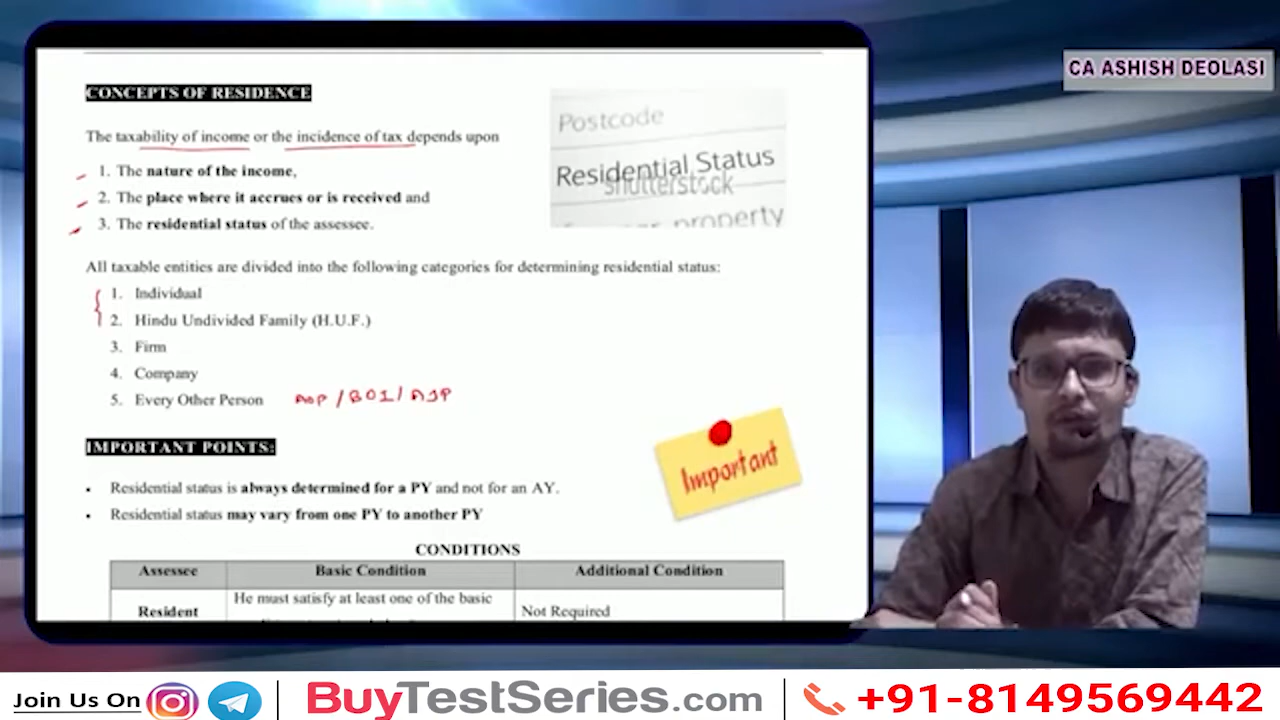 CA ASHISH DEOLASI
CONCEPTS OF RESIDENCE
The taxability of income or the incidence of tax depends upon
1. The nature of the income,
2. The place where it accrues or is received and
3. The residential status of the assessee.
Postcode
Residential Status
shutterstock
property
All taxable entities are divided into the following categories for determining residential status:
1. Individual
2. Hindu Undivided Family (H.U.F.)
3. Firm
4. Company
5. Every Other Person AOP / BOI / AJP
IMPORTANT POINTS:
Important
• Residential status is always determined for a PY and not for an AY.
• Residential status may vary from one PY to another PY
CONDITIONS
Assessee Basic Condition Additional Condition
He must satisfy at least one of the basic
Resident Not Required
Join Us On BuyTestSeries.com +91-8149569442